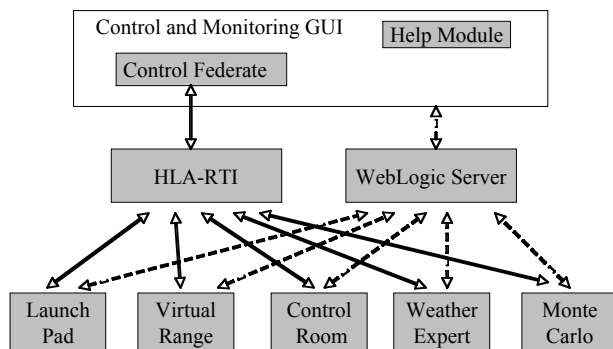 Control and Monitoring GUI
Help Module
Control Federate
HLA-RTI
WebLogic Server
Launch
Pad
Virtual
Range
Control
Room
Weather
Expert
Monte
Carlo